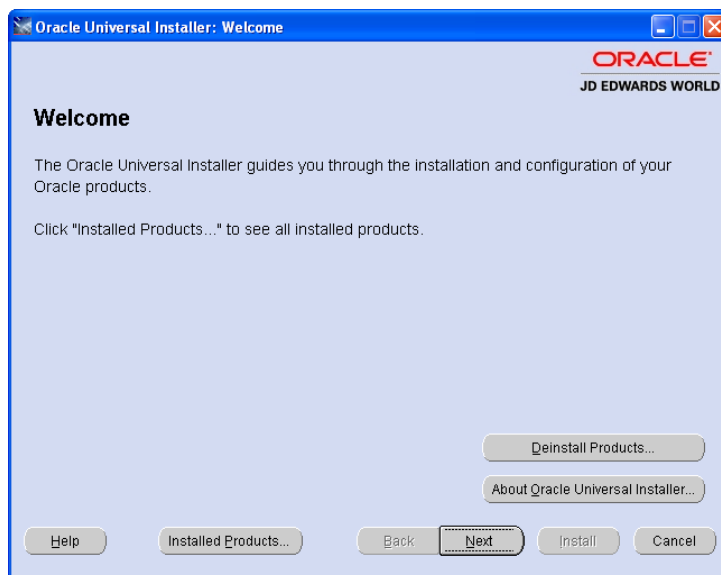 Oracle Universal Installer: Welcome
ORACLE
JD EDWARDS WORLD
Welcome
The Oracle Universal Installer guides you through the installation and configuration of your
Oracle products.
Click "Installed Products..." to see all installed products.
Deinstall Products...
About Oracle Universal Installer...
Help
Installed Products...
Back
Next
Install
Cancel